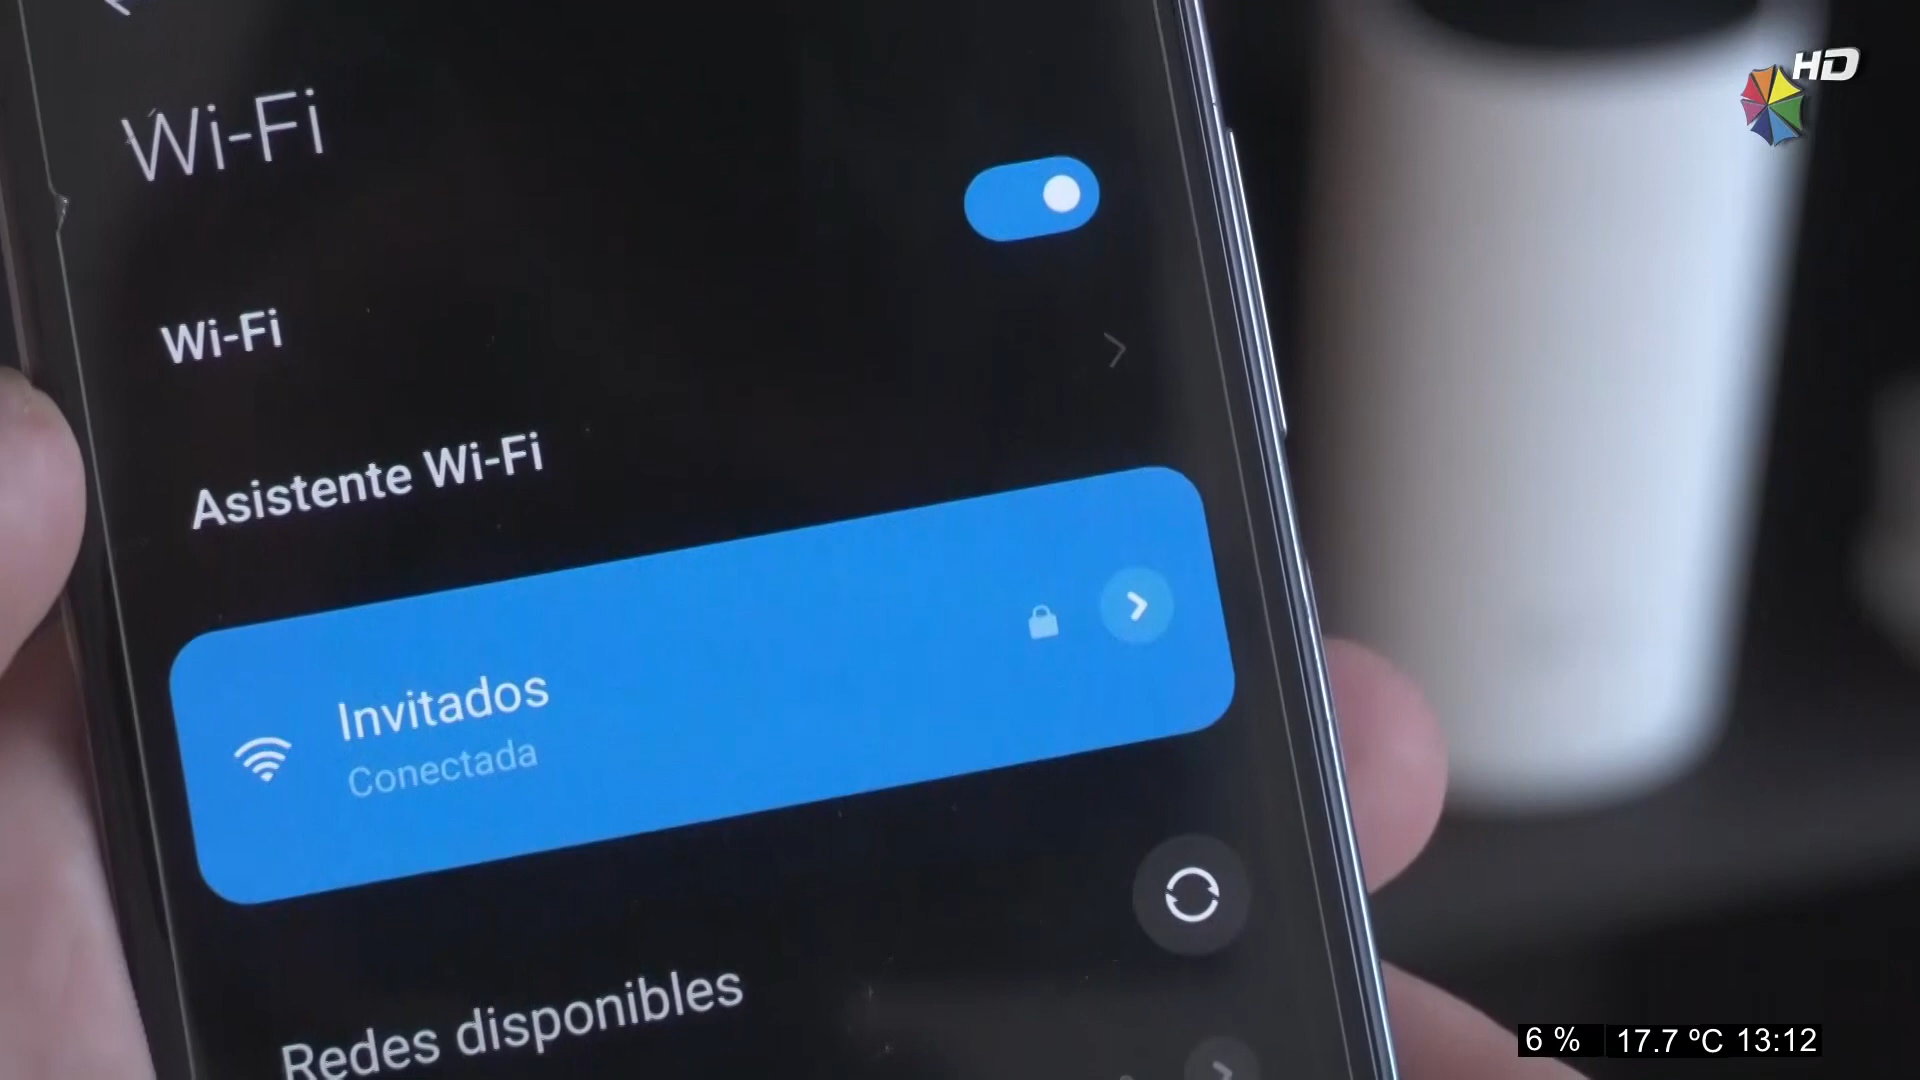 HD
Wi-Fi
Wi-Fi
Asistente Wi-Fi
Invitados
Conectada
Redes disponibles
6 % 17.7 ºC 13:12